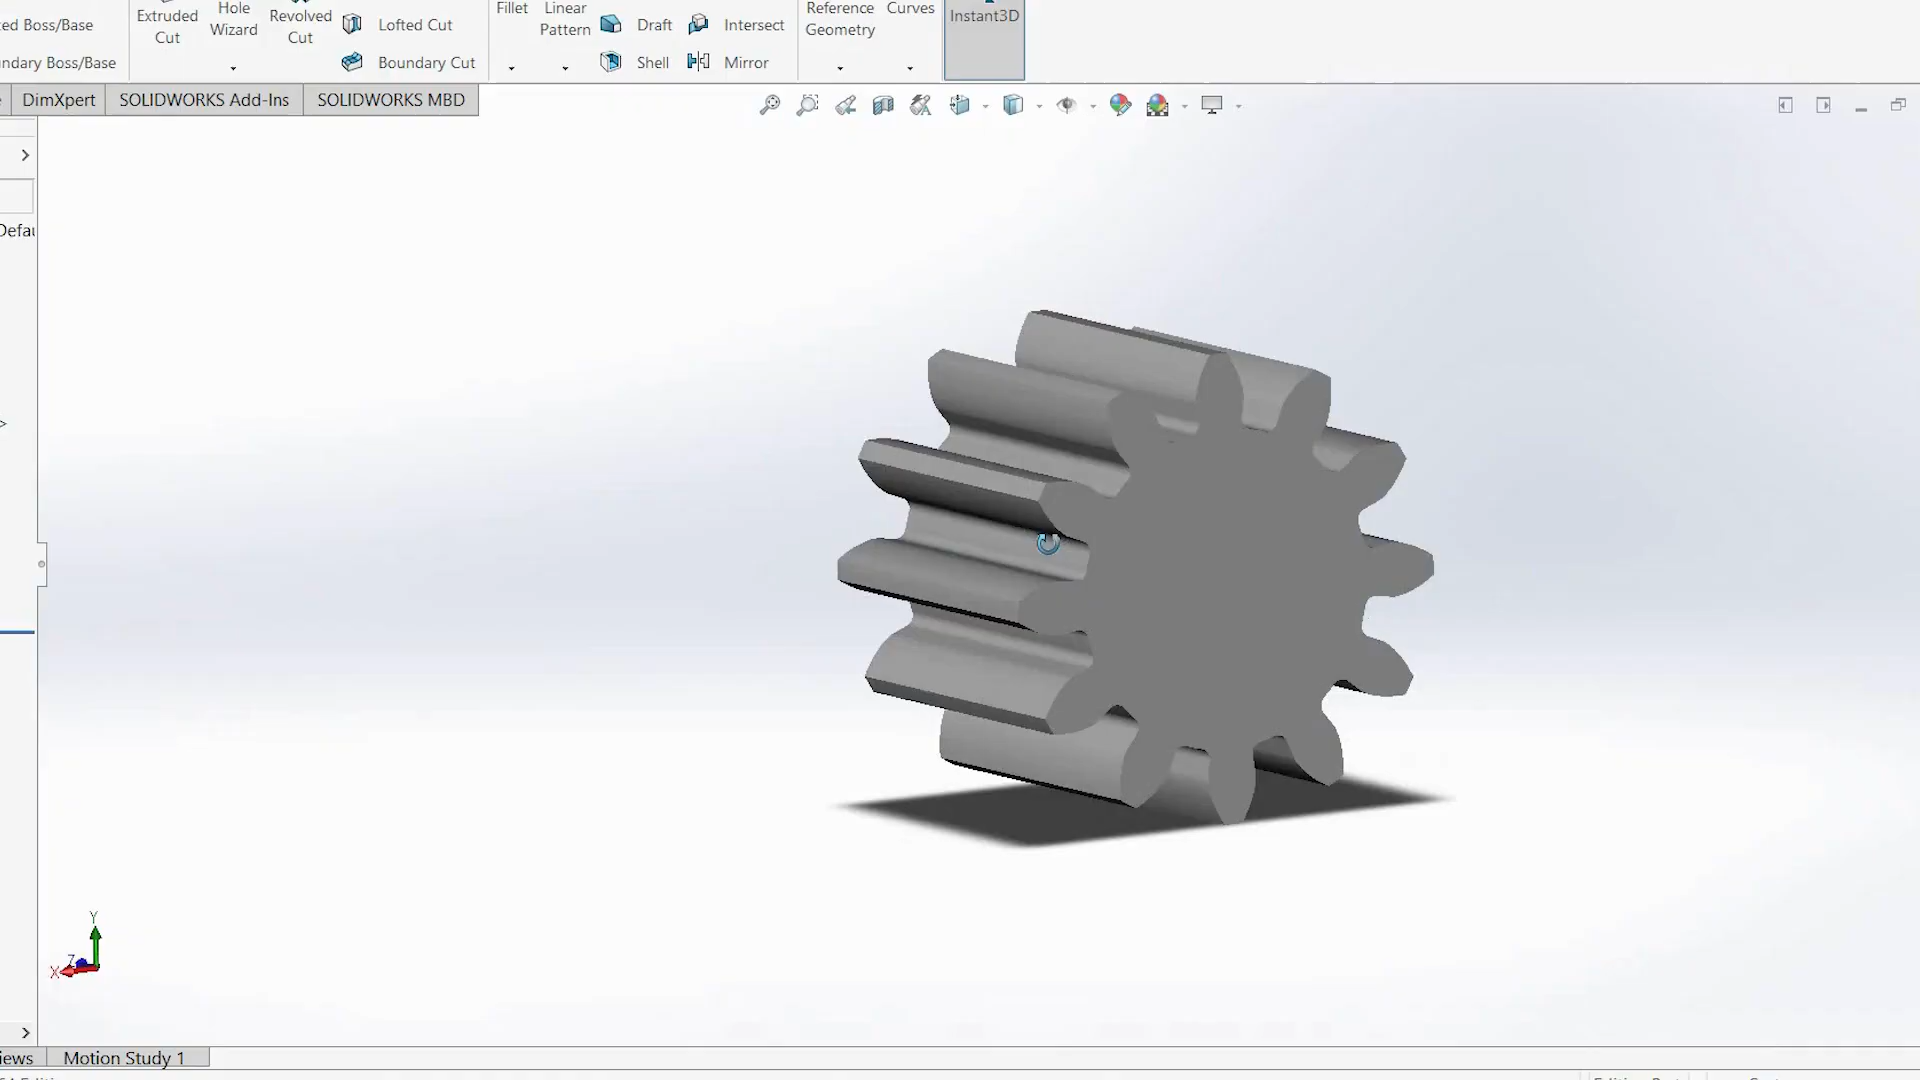 Extruded Cut
Hole Wizard
Revolved Cut
Lofted Cut
Boundary Cut
ed Boss/Base
ndary Boss/Base
Fillet
Linear Pattern
Draft
Shell
Intersect
Mirror
Reference Geometry
Curves
Instant3D
DimXpert
SOLIDWORKS Add-Ins
SOLIDWORKS MBD
Defau
Y
Z
X
iews
Motion Study 1